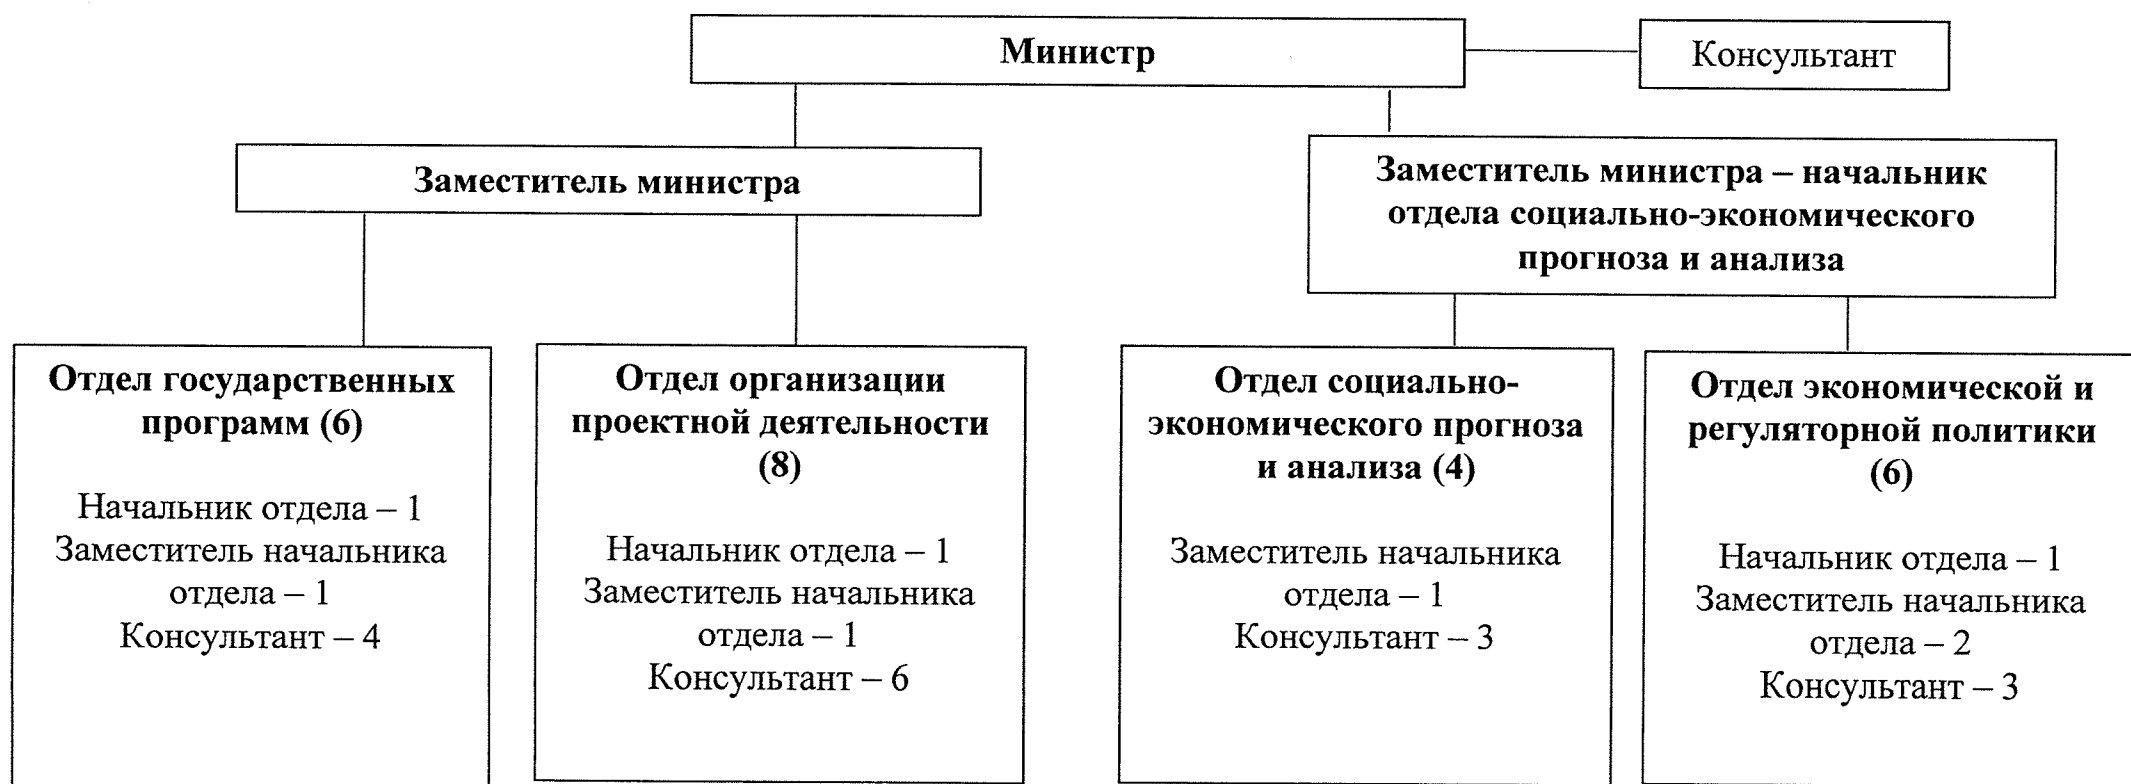 Министр
Консультант
Заместитель министра
Заместитель министра – начальник
отдела социально-экономического
прогноза и анализа
Отдел государственных
программ (6)
Начальник отдела – 1
Заместитель начальника
отдела – 1
Консультант – 4
Отдел организации
проектной деятельности
(8)
Начальник отдела – 1
Заместитель начальника
отдела – 1
Консультант – 6
Отдел социально-
экономического прогноза
и анализа (4)
Заместитель начальника
отдела – 1
Консультант – 3
Отдел экономической и
регуляторной политики
(6)
Начальник отдела – 1
Заместитель начальника
отдела – 2
Консультант – 3